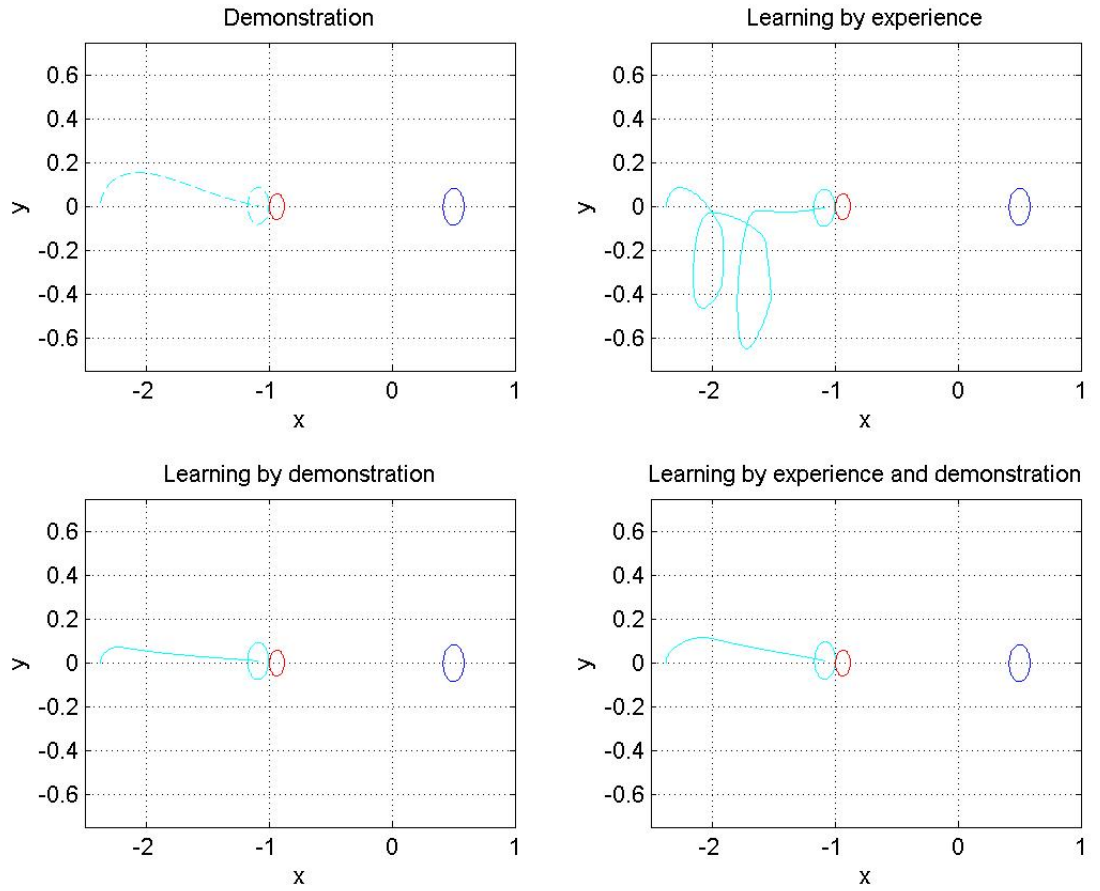 Demonstration
0.6
0.4
0.2
0
-0.2
-0.4
-0.6
y
-2 -1 0 1
x
Learning by experience
0.6
0.4
0.2
0
-0.2
-0.4
-0.6
y
-2 -1 0 1
x
Learning by demonstration
0.6
0.4
0.2
0
-0.2
-0.4
-0.6
y
-2 -1 0 1
x
Learning by experience and demonstration
0.6
0.4
0.2
0
-0.2
-0.4
-0.6
y
-2 -1 0 1
x